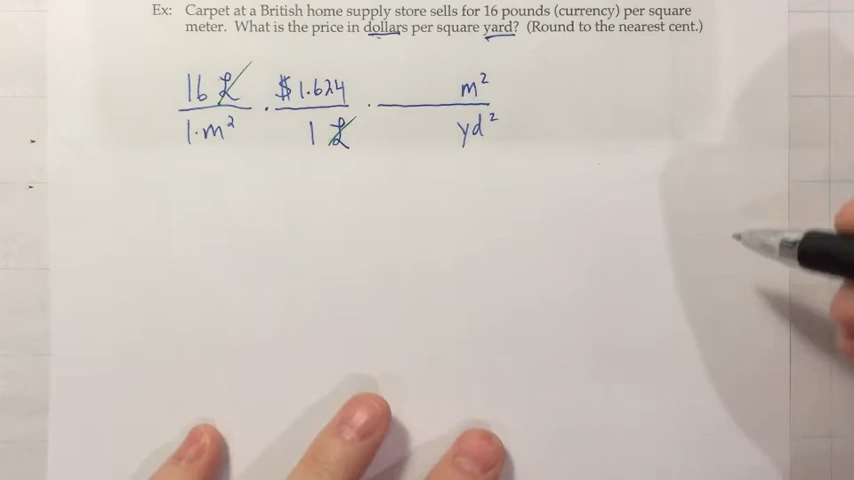 Ex: Carpet at a British home supply store sells for 16 pounds (currency) per square
meter. What is the price in dollars per square yard? (Round to the nearest cent.)
16 £ $1.624 m²
1·m² · 1 £ · yd²